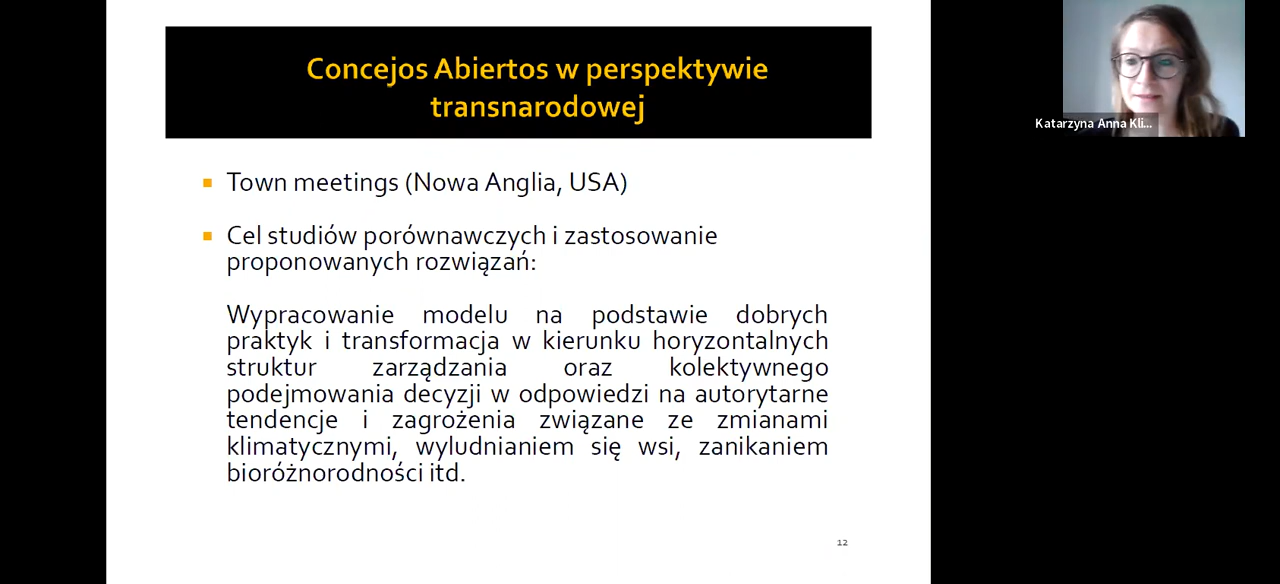 Concejos Abiertos w perspektywie
transnarodowej
Katarzyna Anna Kli...
Town meetings (Nowa Anglia, USA)
Cel studiów porównawczych i zastosowanie
proponowanych rozwiązań:
Wypracowanie modelu na podstawie dobrych
praktyk i transformacja w kierunku horyzontalnych
struktur zarządzania oraz kolektywnego
podejmowania decyzji w odpowiedzi na autorytarne
tendencje i zagrożenia związane ze zmianami
klimatycznymi, wyludnianiem się wsi, zanikaniem
bioróżnorodności itd.
12